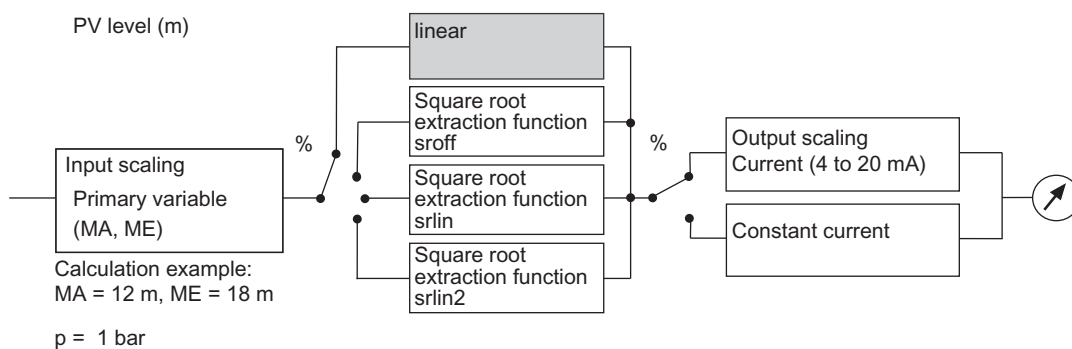 PV level (m)
linear
Square root
extraction function
sroff
%
%
Input scaling
Primary variable
(MA, ME)
Square root
extraction function
srlin
Output scaling
Current (4 to 20 mA)
Constant current
Square root
extraction function
srlin2
Calculation example:
MA = 12 m, ME = 18 m
p = 1 bar